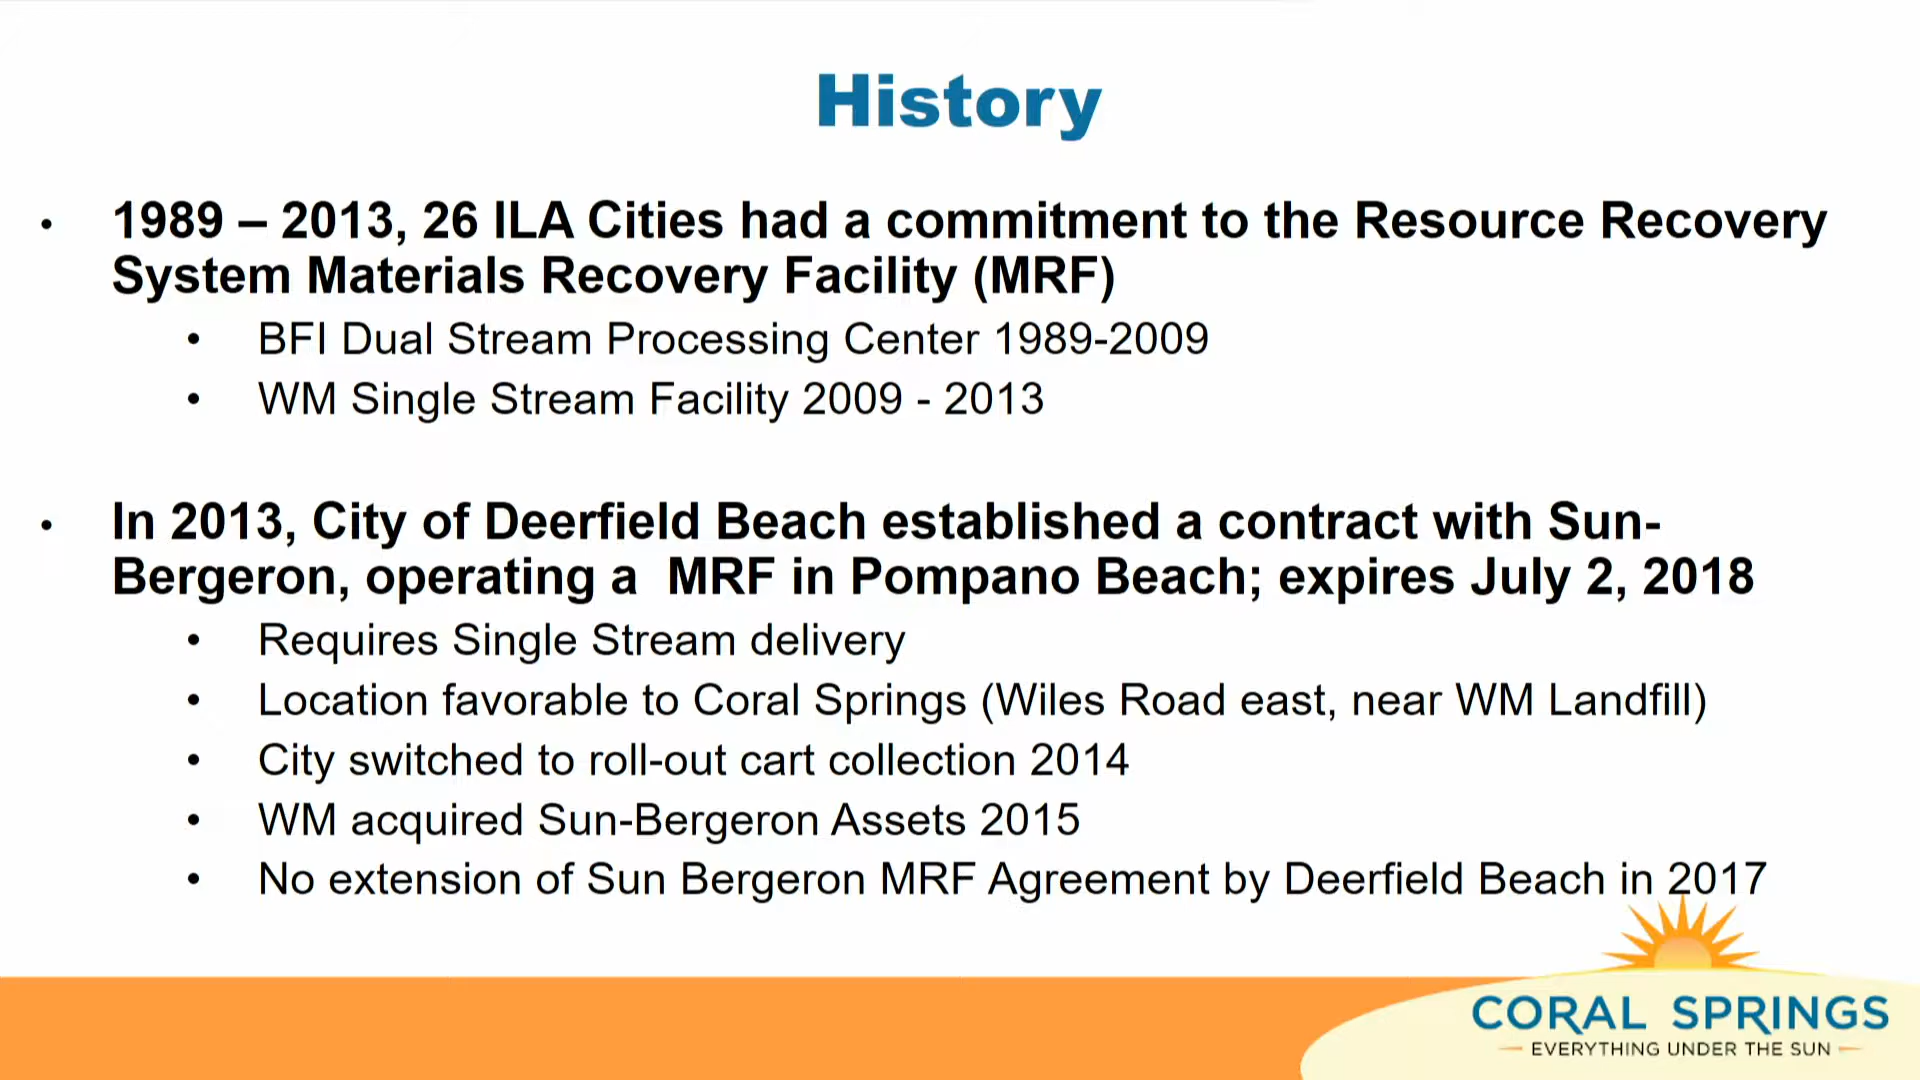 History
• 1989 – 2013, 26 ILA Cities had a commitment to the Resource Recovery
System Materials Recovery Facility (MRF)
• BFI Dual Stream Processing Center 1989-2009
• WM Single Stream Facility 2009 - 2013
• In 2013, City of Deerfield Beach established a contract with Sun-
Bergeron, operating a  MRF in Pompano Beach; expires July 2, 2018
• Requires Single Stream delivery
• Location favorable to Coral Springs (Wiles Road east, near WM Landfill)
• City switched to roll-out cart collection 2014
• WM acquired Sun-Bergeron Assets 2015
• No extension of Sun Bergeron MRF Agreement by Deerfield Beach in 2017
CORAL SPRINGS
EVERYTHING UNDER THE SUN